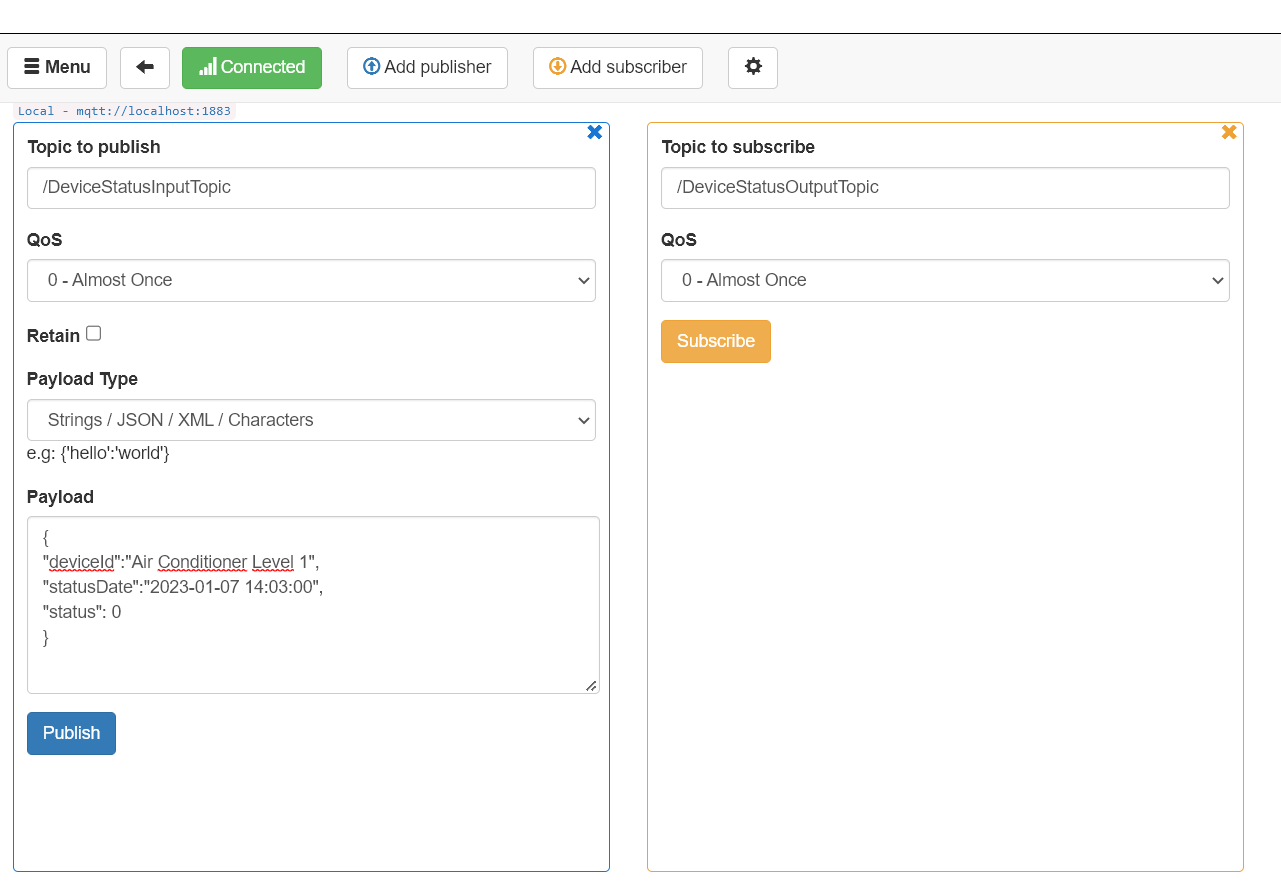 Menu
Connected
Add publisher
Add subscriber
Local - mqtt://localhost:1883
Topic to publish
/DeviceStatusInputTopic
QoS
0 - Almost Once
Retain
Payload Type
Strings / JSON / XML / Characters
e.g: {'hello':'world'}
Payload
{
"deviceId":"Air Conditioner Level 1",
"statusDate":"2023-01-07 14:03:00",
"status": 0
}
Publish
Topic to subscribe
/DeviceStatusOutputTopic
QoS
0 - Almost Once
Subscribe